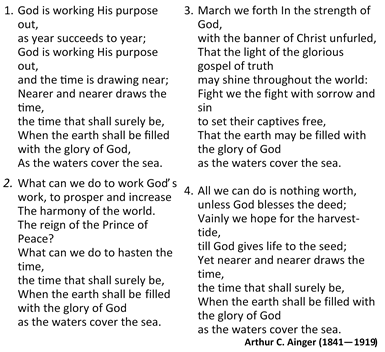 1. God is working His purpose
out,
as year succeeds to year;
God is working His purpose
out,
and the time is drawing near;
Nearer and nearer draws the
time,
the time that shall surely be,
When the earth shall be filled
with the glory of God,
As the waters cover the sea.
2. What can we do to work God's
work, to prosper and increase
The harmony of the world.
The reign of the Prince of
Peace?
What can we do to hasten the
time,
the time that shall surely be,
When the earth shall be filled
with the glory of God
as the waters cover the sea.
3. March we forth In the strength of
God,
with the banner of Christ unfurled,
That the light of the glorious
gospel of truth
may shine throughout the world:
Fight we the fight with sorrow and
sin
to set their captives free,
That the earth may be filled with
the glory of God
as the waters cover the sea.
4. All we can do is nothing worth,
unless God blesses the deed;
Vainly we hope for the harvest-
tide,
till God gives life to the seed;
Yet nearer and nearer draws the
time,
the time that shall surely be,
When the earth shall be filled with
the glory of God
as the waters cover the sea.
Arthur C. Ainger (1841—1919)